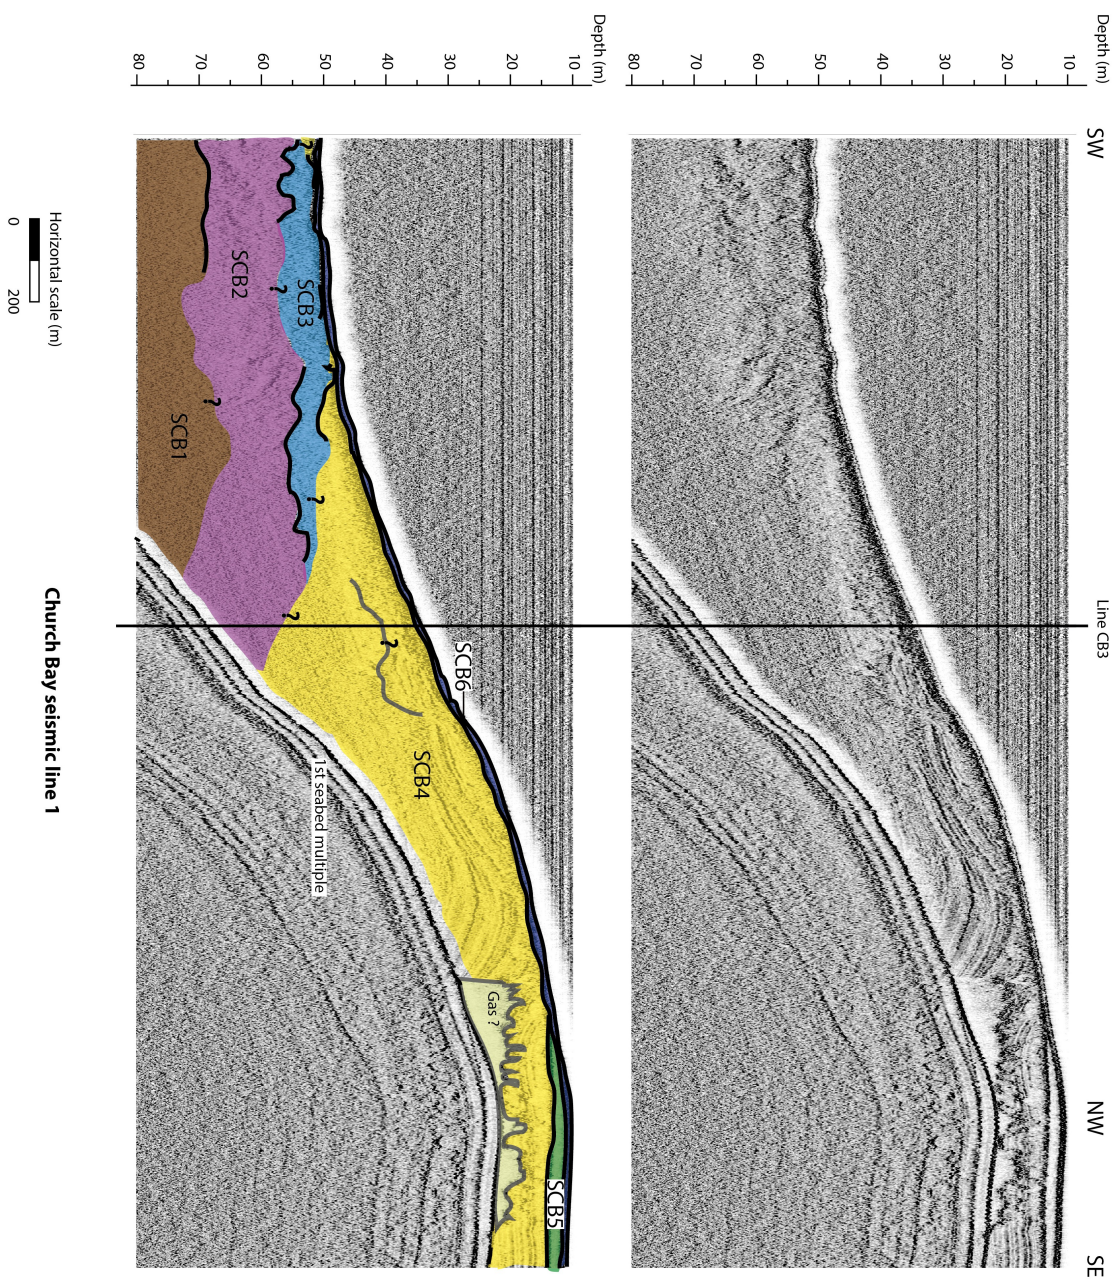 SW
NW
SE
Depth (m)
10
20
30
40
50
60
70
80
Line CB3
Depth (m)
10
20
30
40
50
60
70
80
?
SCB3
?
SCB2
?
?
SCB1
?
?
?
SCB6
SCB4
1st seabed multiple
Gas ?
SCB5
Horizontal scale (m)
0 200
Church Bay seismic line 1